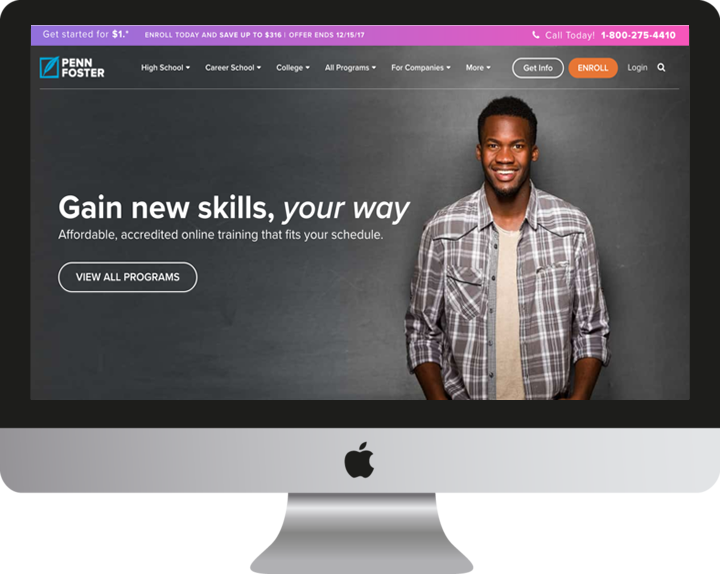 Get started for $1.* ENROLL TODAY AND SAVE UP TO $316 | OFFER ENDS 12/15/17 Call Today! 1-800-275-4410
PENN
FOSTER
High School Career School College All Programs For Companies More Get Info ENROLL Login
Gain new skills, your way
Affordable, accredited online training that fits your schedule.
VIEW ALL PROGRAMS